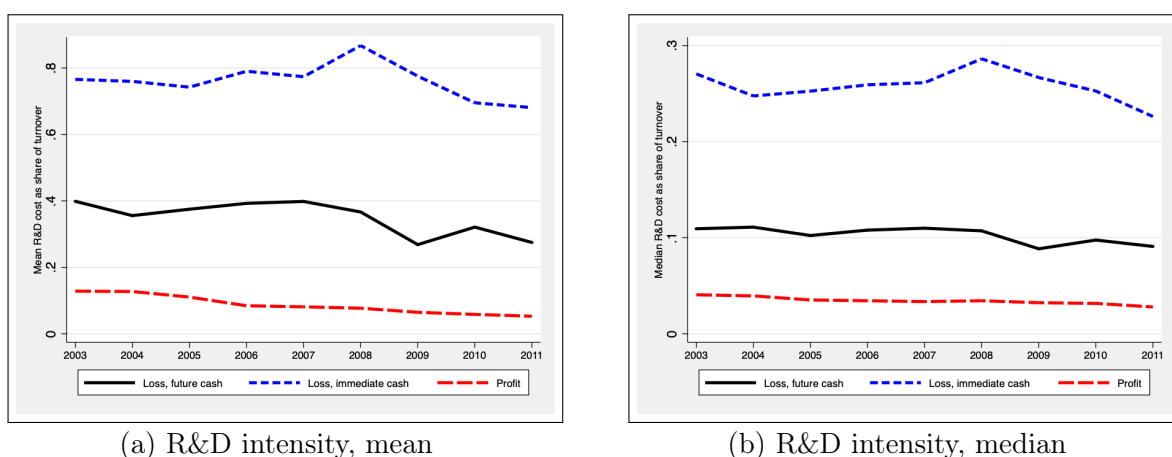 Mean R&D cost as share of turnover
.8
.6
.4
.2
0
2003 2004 2005 2006 2007 2008 2009 2010 2011
Loss, future cash Loss, immediate cash Profit
(a) R&D intensity, mean
Median R&D cost as share of turnover
.3
.2
.1
0
2003 2004 2005 2006 2007 2008 2009 2010 2011
Loss, future cash Loss, immediate cash Profit
(b) R&D intensity, median